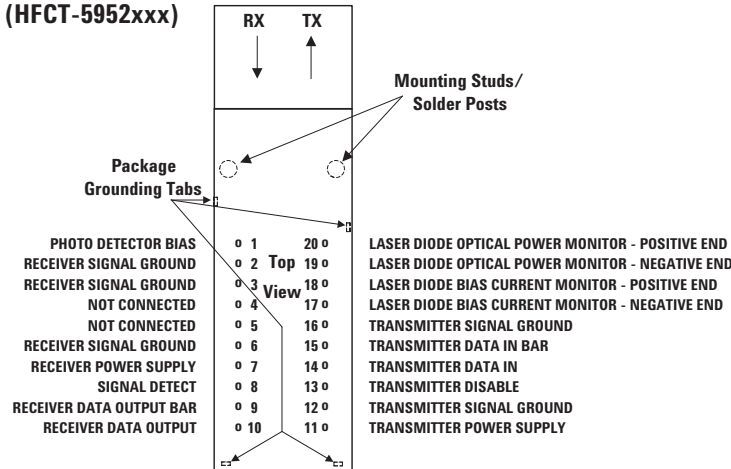 (HFCT-5952xxx)
RX TX
Mounting Studs/
Solder Posts
Package
Grounding Tabs
PHOTO DETECTOR BIAS o 1 20 o LASER DIODE OPTICAL POWER MONITOR - POSITIVE END
RECEIVER SIGNAL GROUND o 2 Top 19 o LASER DIODE OPTICAL POWER MONITOR - NEGATIVE END
RECEIVER SIGNAL GROUND o 3 View 18 o LASER DIODE BIAS CURRENT MONITOR - POSITIVE END
NOT CONNECTED o 4 17 o LASER DIODE BIAS CURRENT MONITOR - NEGATIVE END
NOT CONNECTED o 5 16 o TRANSMITTER SIGNAL GROUND
RECEIVER SIGNAL GROUND o 6 15 o TRANSMITTER DATA IN BAR
RECEIVER POWER SUPPLY o 7 14 o TRANSMITTER DATA IN
SIGNAL DETECT o 8 13 o TRANSMITTER DISABLE
RECEIVER DATA OUTPUT BAR o 9 12 o TRANSMITTER SIGNAL GROUND
RECEIVER DATA OUTPUT o 10 11 o TRANSMITTER POWER SUPPLY